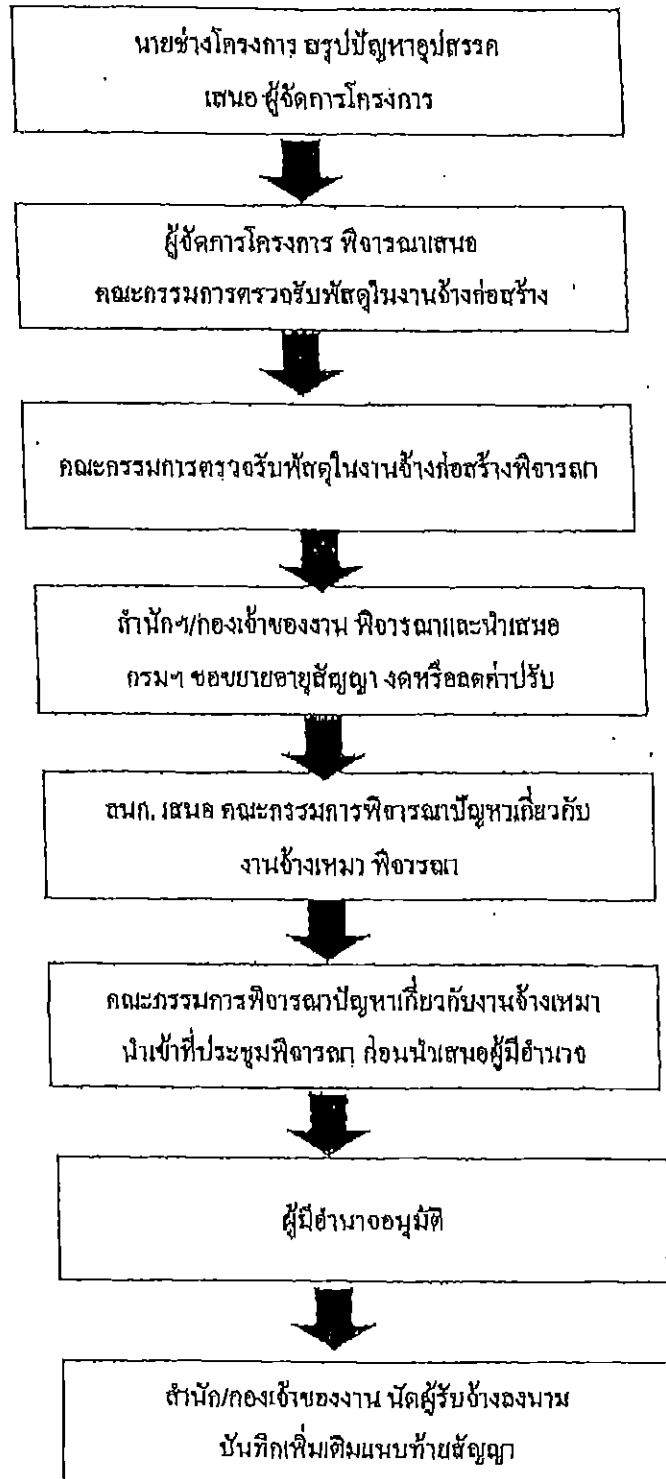 นายช่างโครงการ สรุปปัญหาอุปสรรค
เสนอ ผู้จัดการโครงการ
ผู้จัดการโครงการ พิจารณาเสนอ
คณะกรรมการตรวจรับพัสดุในงานจ้างก่อสร้าง
คณะกรรมการตรวจรับพัสดุในงานจ้างก่อสร้างพิจารณา
สำนักฯ/กองเจ้าของงาน พิจารณาและนำเสนอ
กรมฯ ขอขยายอายุสัญญา งดหรือลดค่าปรับ
สนก. เสนอ คณะกรรมการพิจารณาปัญหาเกี่ยวกับ
งานจ้างเหมา พิจารณา
คณะกรรมการพิจารณาปัญหาเกี่ยวกับงานจ้างเหมา
นำเข้าที่ประชุมพิจารณา ก่อนนำเสนอผู้มีอำนาจ
ผู้มีอำนาจอนุมัติ
สำนัก/กองเจ้าของงาน นัดผู้รับจ้างลงนาม
บันทึกเพิ่มเติมแนบท้ายสัญญา